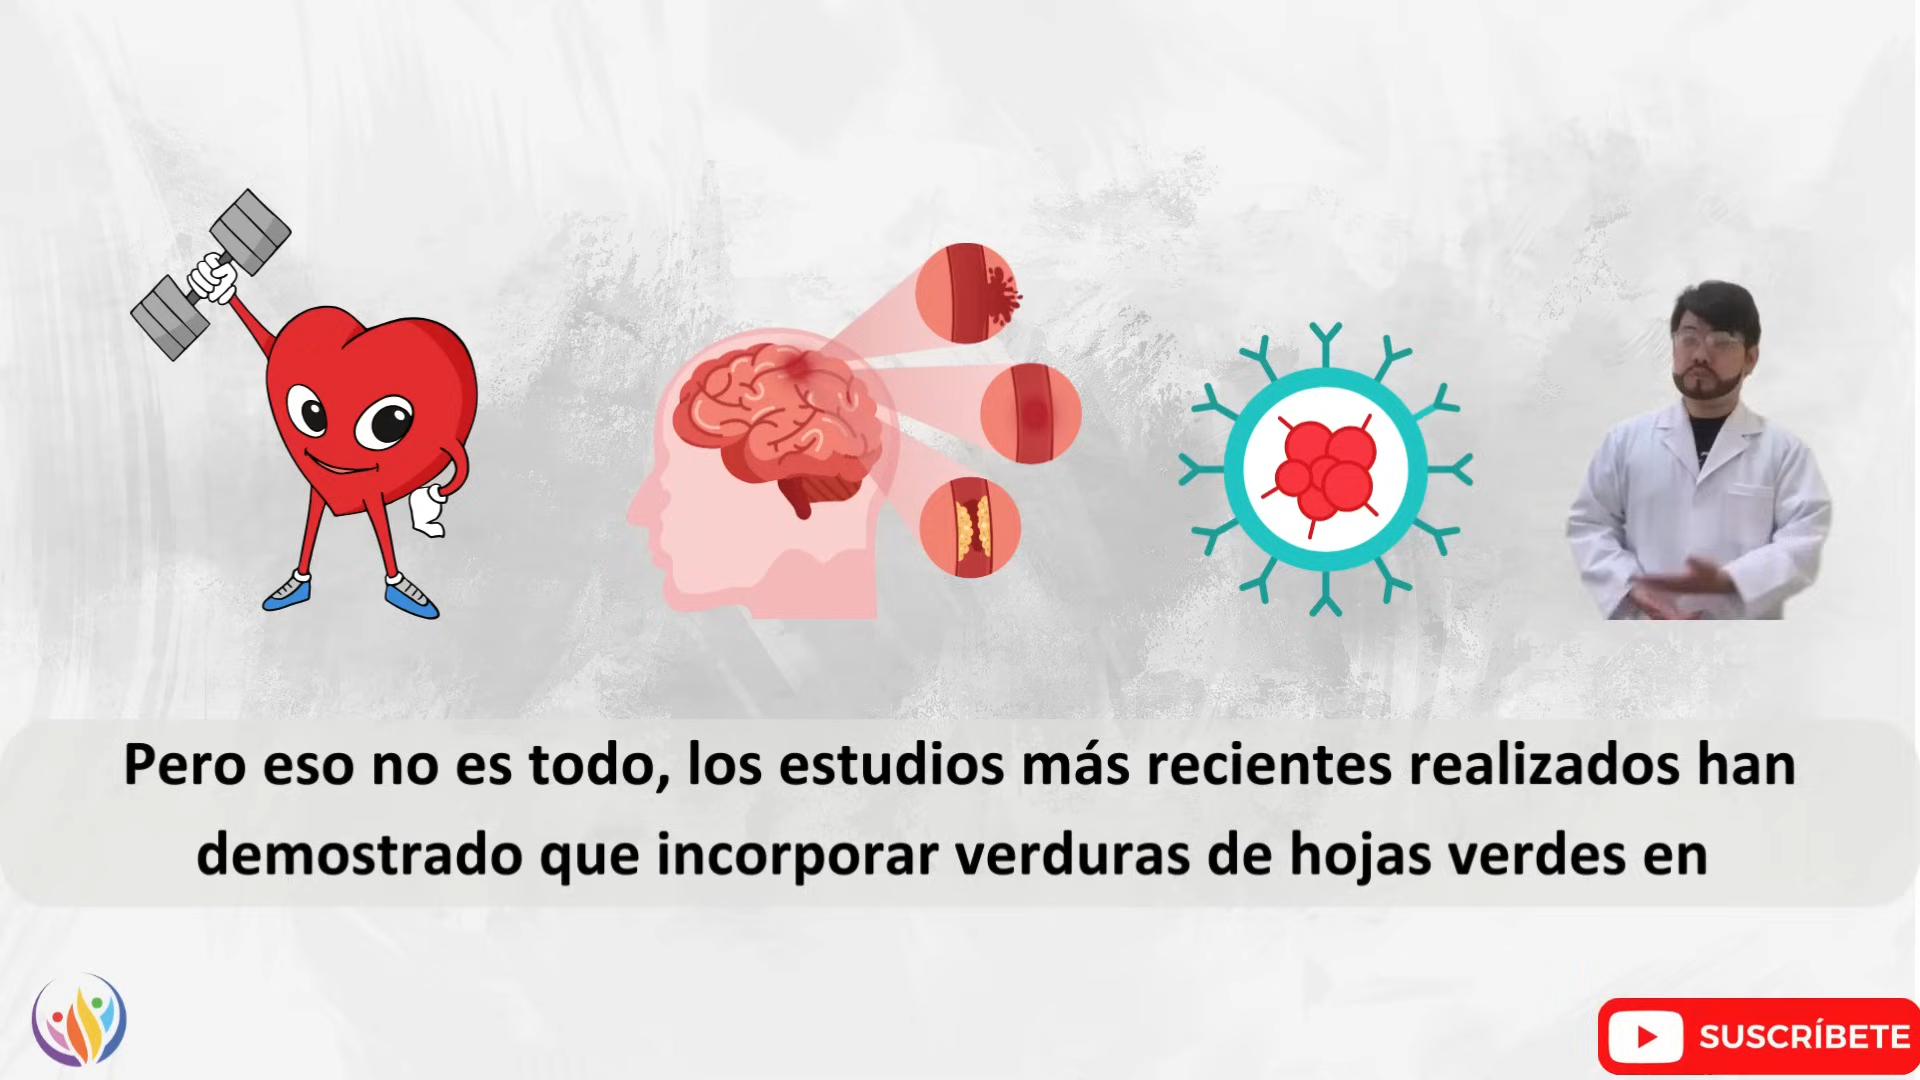 Pero eso no es todo, los estudios más recientes realizados han
demostrado que incorporar verduras de hojas verdes en
SUSCRÍBETE